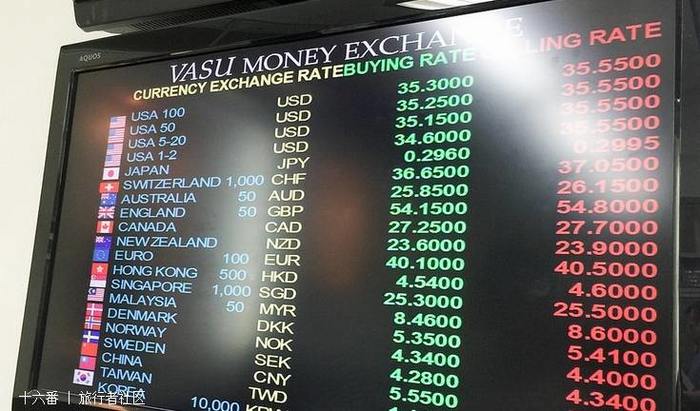 AQUOS
VASU MONEY EXCHANGE
CURRENCY EXCHANGE RATE BUYING RATE SELLING RATE
USA 100 USD 35.3000 35.5500
USA 50 USD 35.2500 35.5500
USA 5-20 USD 35.1500 35.5500
USA 1-2 USD 34.6000 35.5500
JAPAN JPY 0.2960 0.2995
SWITZERLAND 1,000 CHF 36.6500 37.0500
AUSTRALIA 50 AUD 25.8500 26.1500
ENGLAND 50 GBP 54.1500 54.8000
CANADA CAD 27.2500 27.7000
NEW ZEALAND NZD 23.6000 23.9000
EURO 100 EUR 40.1000 40.5000
HONG KONG 500 HKD 4.5400 4.6000
SINGAPORE 1,000 SGD 25.3000 25.5000
MALAYSIA 50 MYR 8.4600 8.6000
DENMARK DKK 5.3500 5.4100
NORWAY NOK 4.3400 4.4000
SWEDEN SEK 4.2800 4.3400
CHINA CNY 5.5500
TAIWAN TWD
KOREA 10,000 KRW
十六番 | 旅行者社区